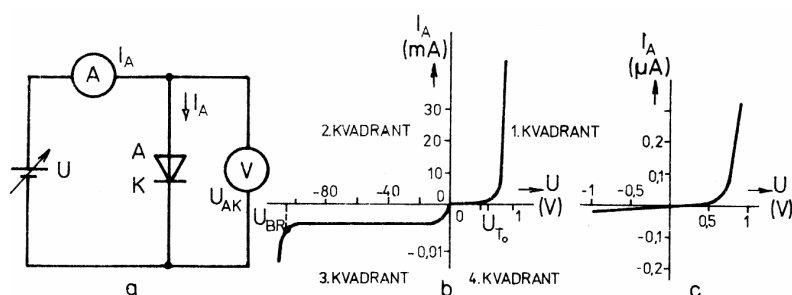 A
I_A
I_A
A
K
U
V
U_AK
a
I_A
(mA)
30
20
10
0
2.KVADRANT
1.KVADRANT
-80
-40
0
1
U
(V)
U_BR
U_To
-0,01
3.KVADRANT
4.KVADRANT
b
I_A
(µA)
0,2
0,1
-1
-0,5
0,5
1
U
(V)
-0,1
-0,2
c